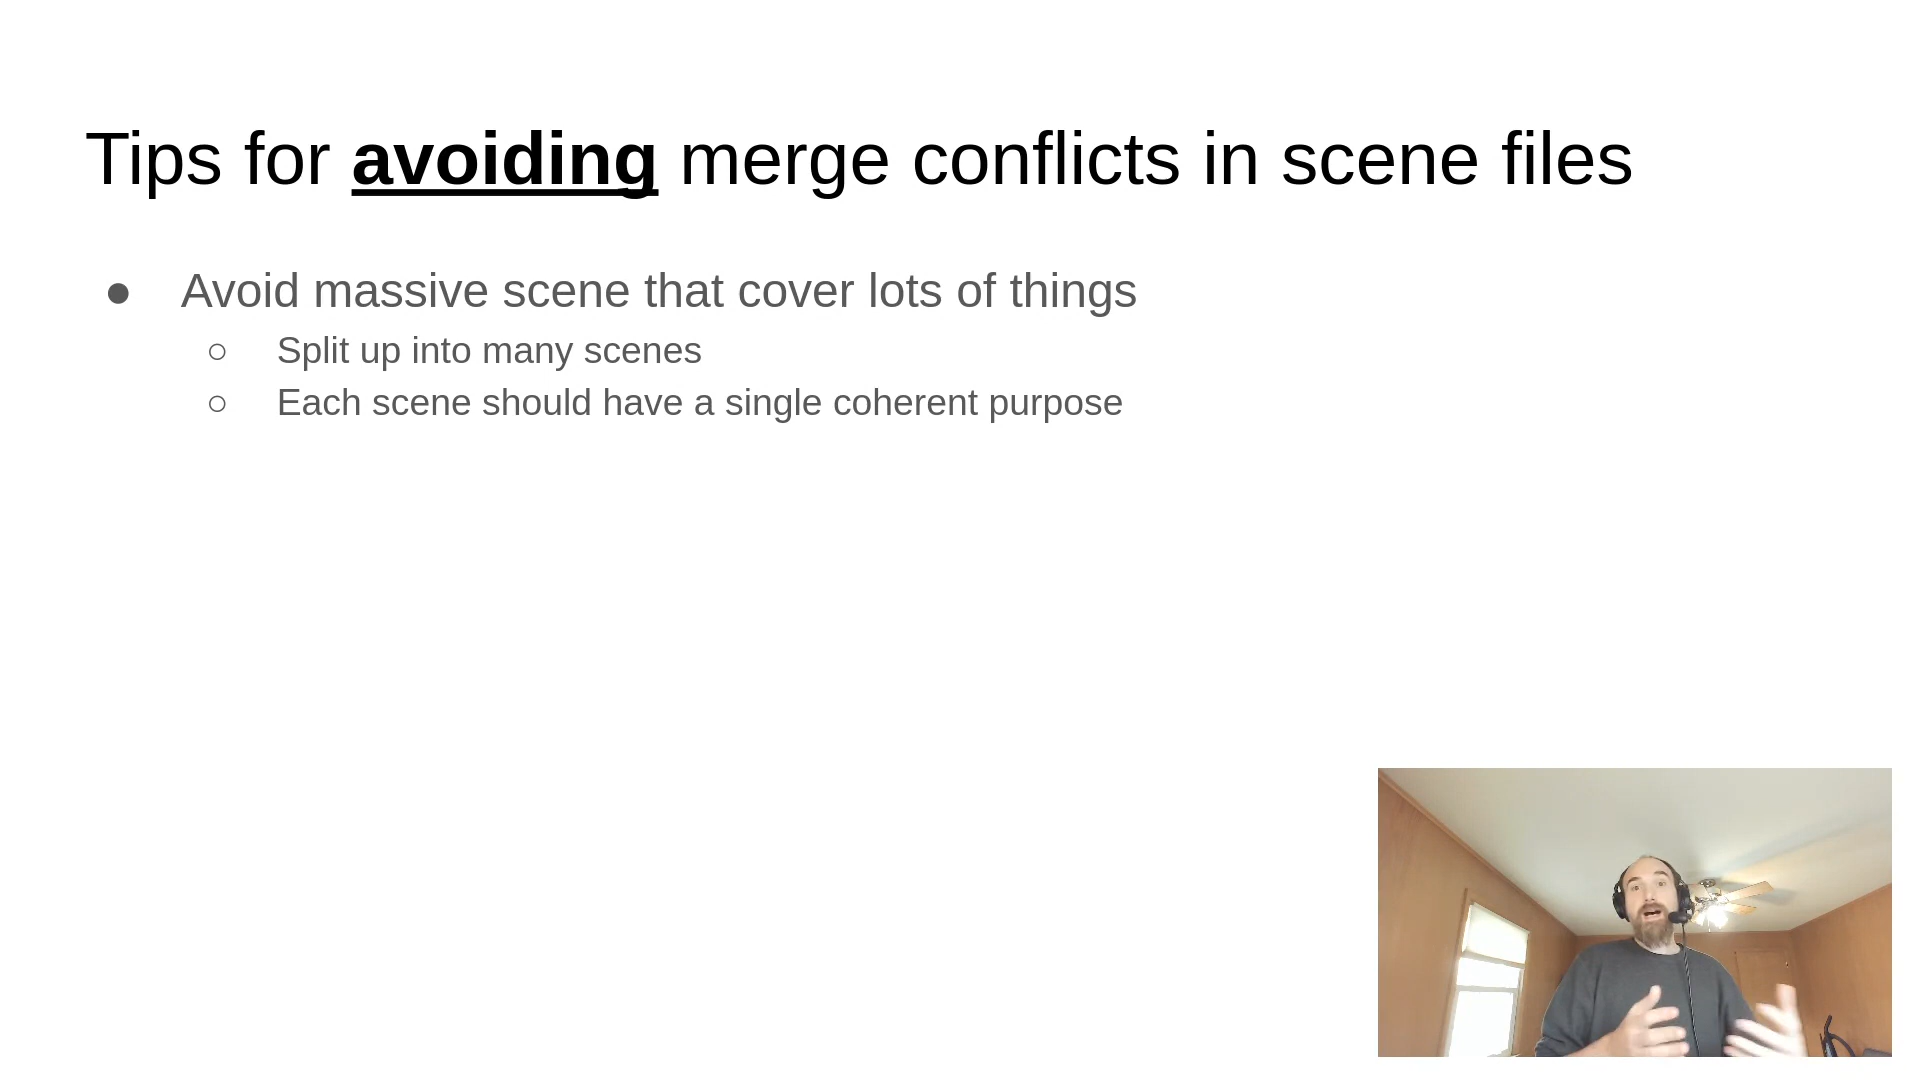 Tips for avoiding merge conflicts in scene files
● Avoid massive scene that cover lots of things
○ Split up into many scenes
○ Each scene should have a single coherent purpose